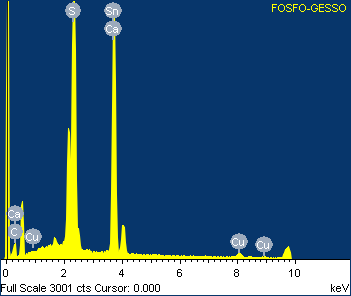 FOSFO-GESSO
S
Sn
Ca
Ca
C
Cu
Cu
Cu
0 2 4 6 8 10
Full Scale 3001 cts Cursor: 0.000 keV